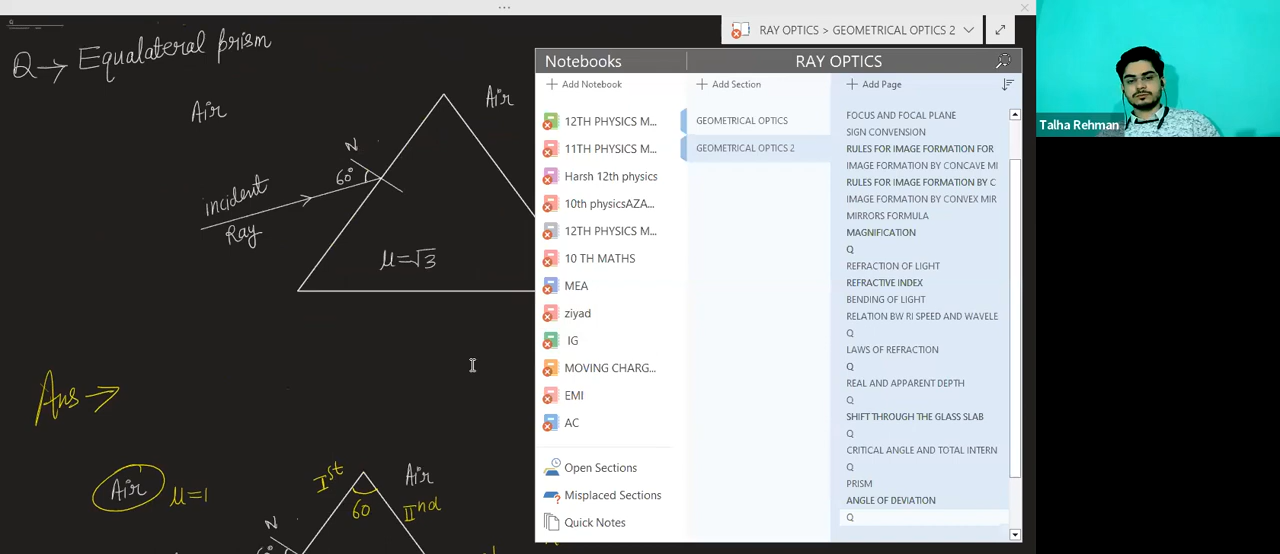 Q → Equalateral prism
Air
Air
N
60°
incident
Ray
μ=√3
Ans →
Air μ=1
Ist
60
Air
IInd
N
RAY OPTICS > GEOMETRICAL OPTICS 2
Notebooks
RAY OPTICS
+ Add Notebook
+ Add Section
+ Add Page
12TH PHYSICS M...
11TH PHYSICS M...
Harsh 12th physics
10th physicsAZA...
12TH PHYSICS M...
10 TH MATHS
MEA
ziyad
IG
MOVING CHARG...
EMI
AC
Open Sections
Misplaced Sections
Quick Notes
GEOMETRICAL OPTICS
GEOMETRICAL OPTICS 2
FOCUS AND FOCAL PLANE
SIGN CONVENSION
RULES FOR IMAGE FORMATION FOR
IMAGE FORMATION BY CONCAVE MI
RULES FOR IMAGE FORMATION BY C
IMAGE FORMATION BY CONVEX MIR
MIRRORS FORMULA
MAGNIFICATION
Q
REFRACTION OF LIGHT
REFRACTIVE INDEX
BENDING OF LIGHT
RELATION BW RI SPEED AND WAVELE
Q
LAWS OF REFRACTION
Q
REAL AND APPARENT DEPTH
Q
SHIFT THROUGH THE GLASS SLAB
Q
CRITICAL ANGLE AND TOTAL INTERN
Q
PRISM
ANGLE OF DEVIATION
Q
Talha Rehman